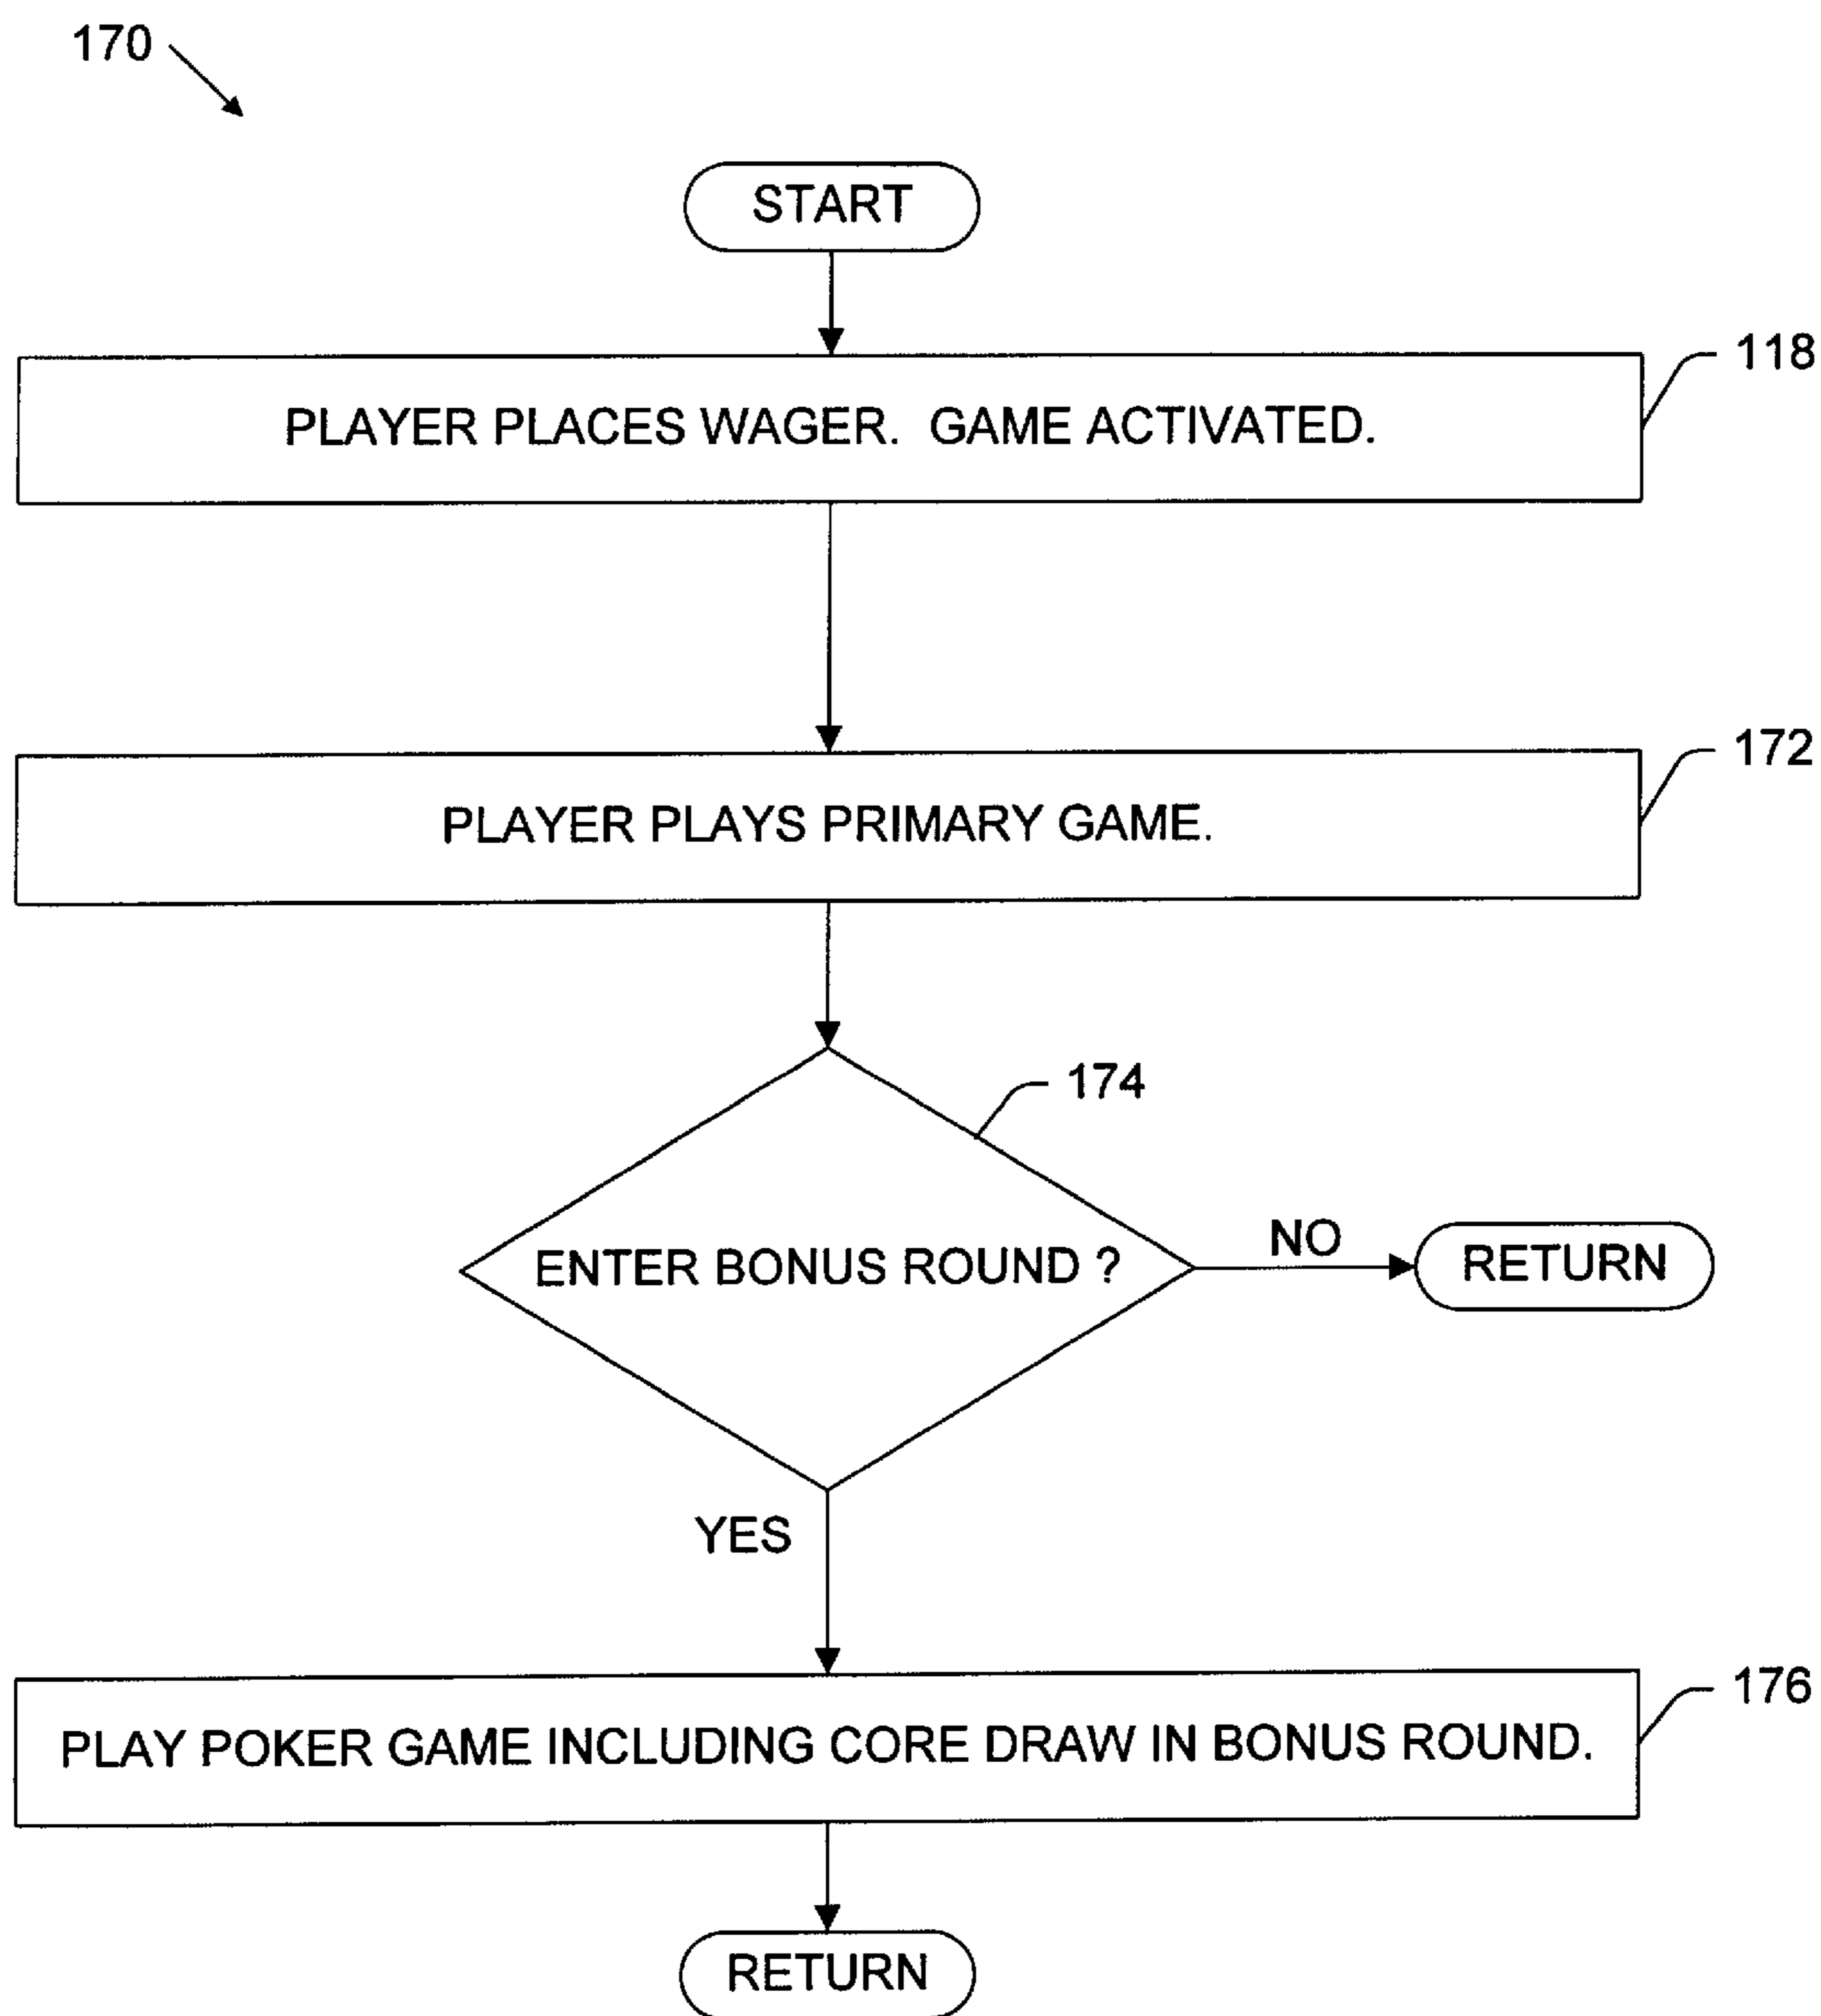 170
START
118
PLAYER PLACES WAGER. GAME ACTIVATED.
172
PLAYER PLAYS PRIMARY GAME.
174
ENTER BONUS ROUND ?
NO
RETURN
YES
176
PLAY POKER GAME INCLUDING CORE DRAW IN BONUS ROUND.
RETURN